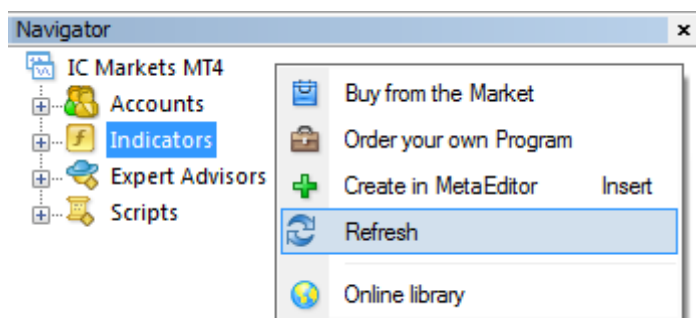 Navigator
IC Markets MT4
Accounts
Indicators
Expert Advisors
Scripts
Buy from the Market
Order your own Program
Create in MetaEditor Insert
Refresh
Online library